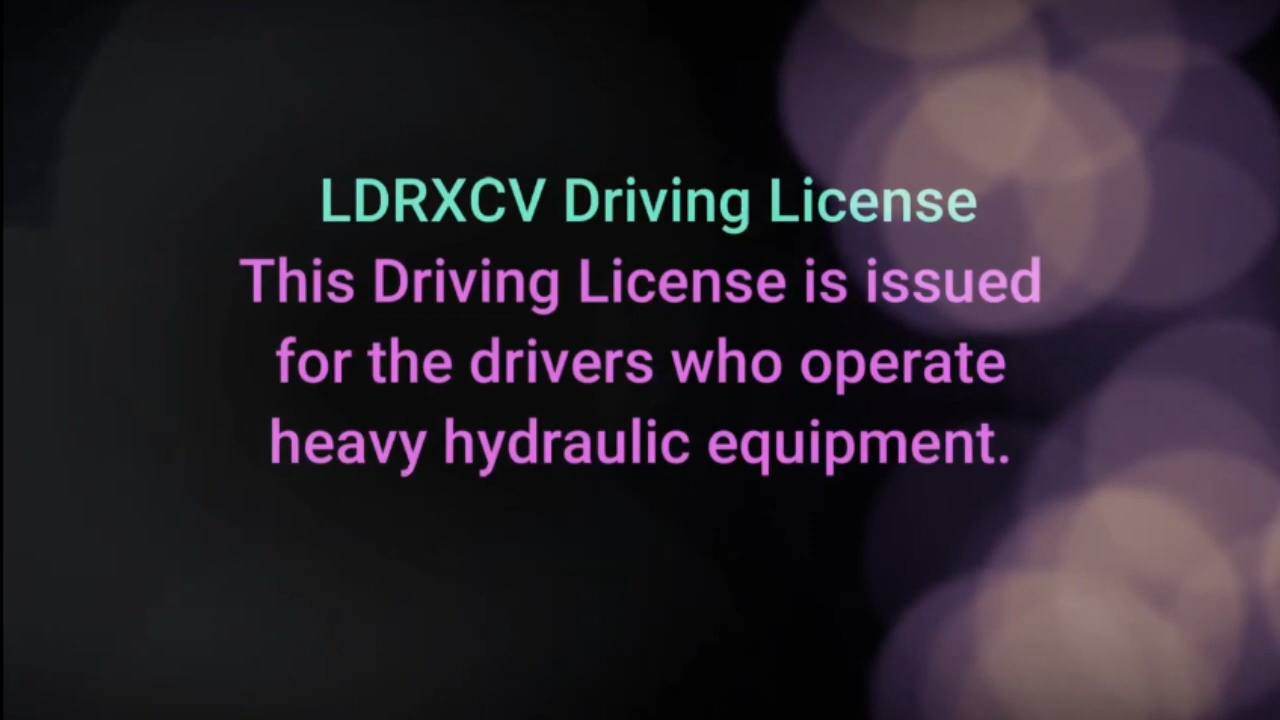 LDRXCV Driving License
This Driving License is issued
for the drivers who operate
heavy hydraulic equipment.